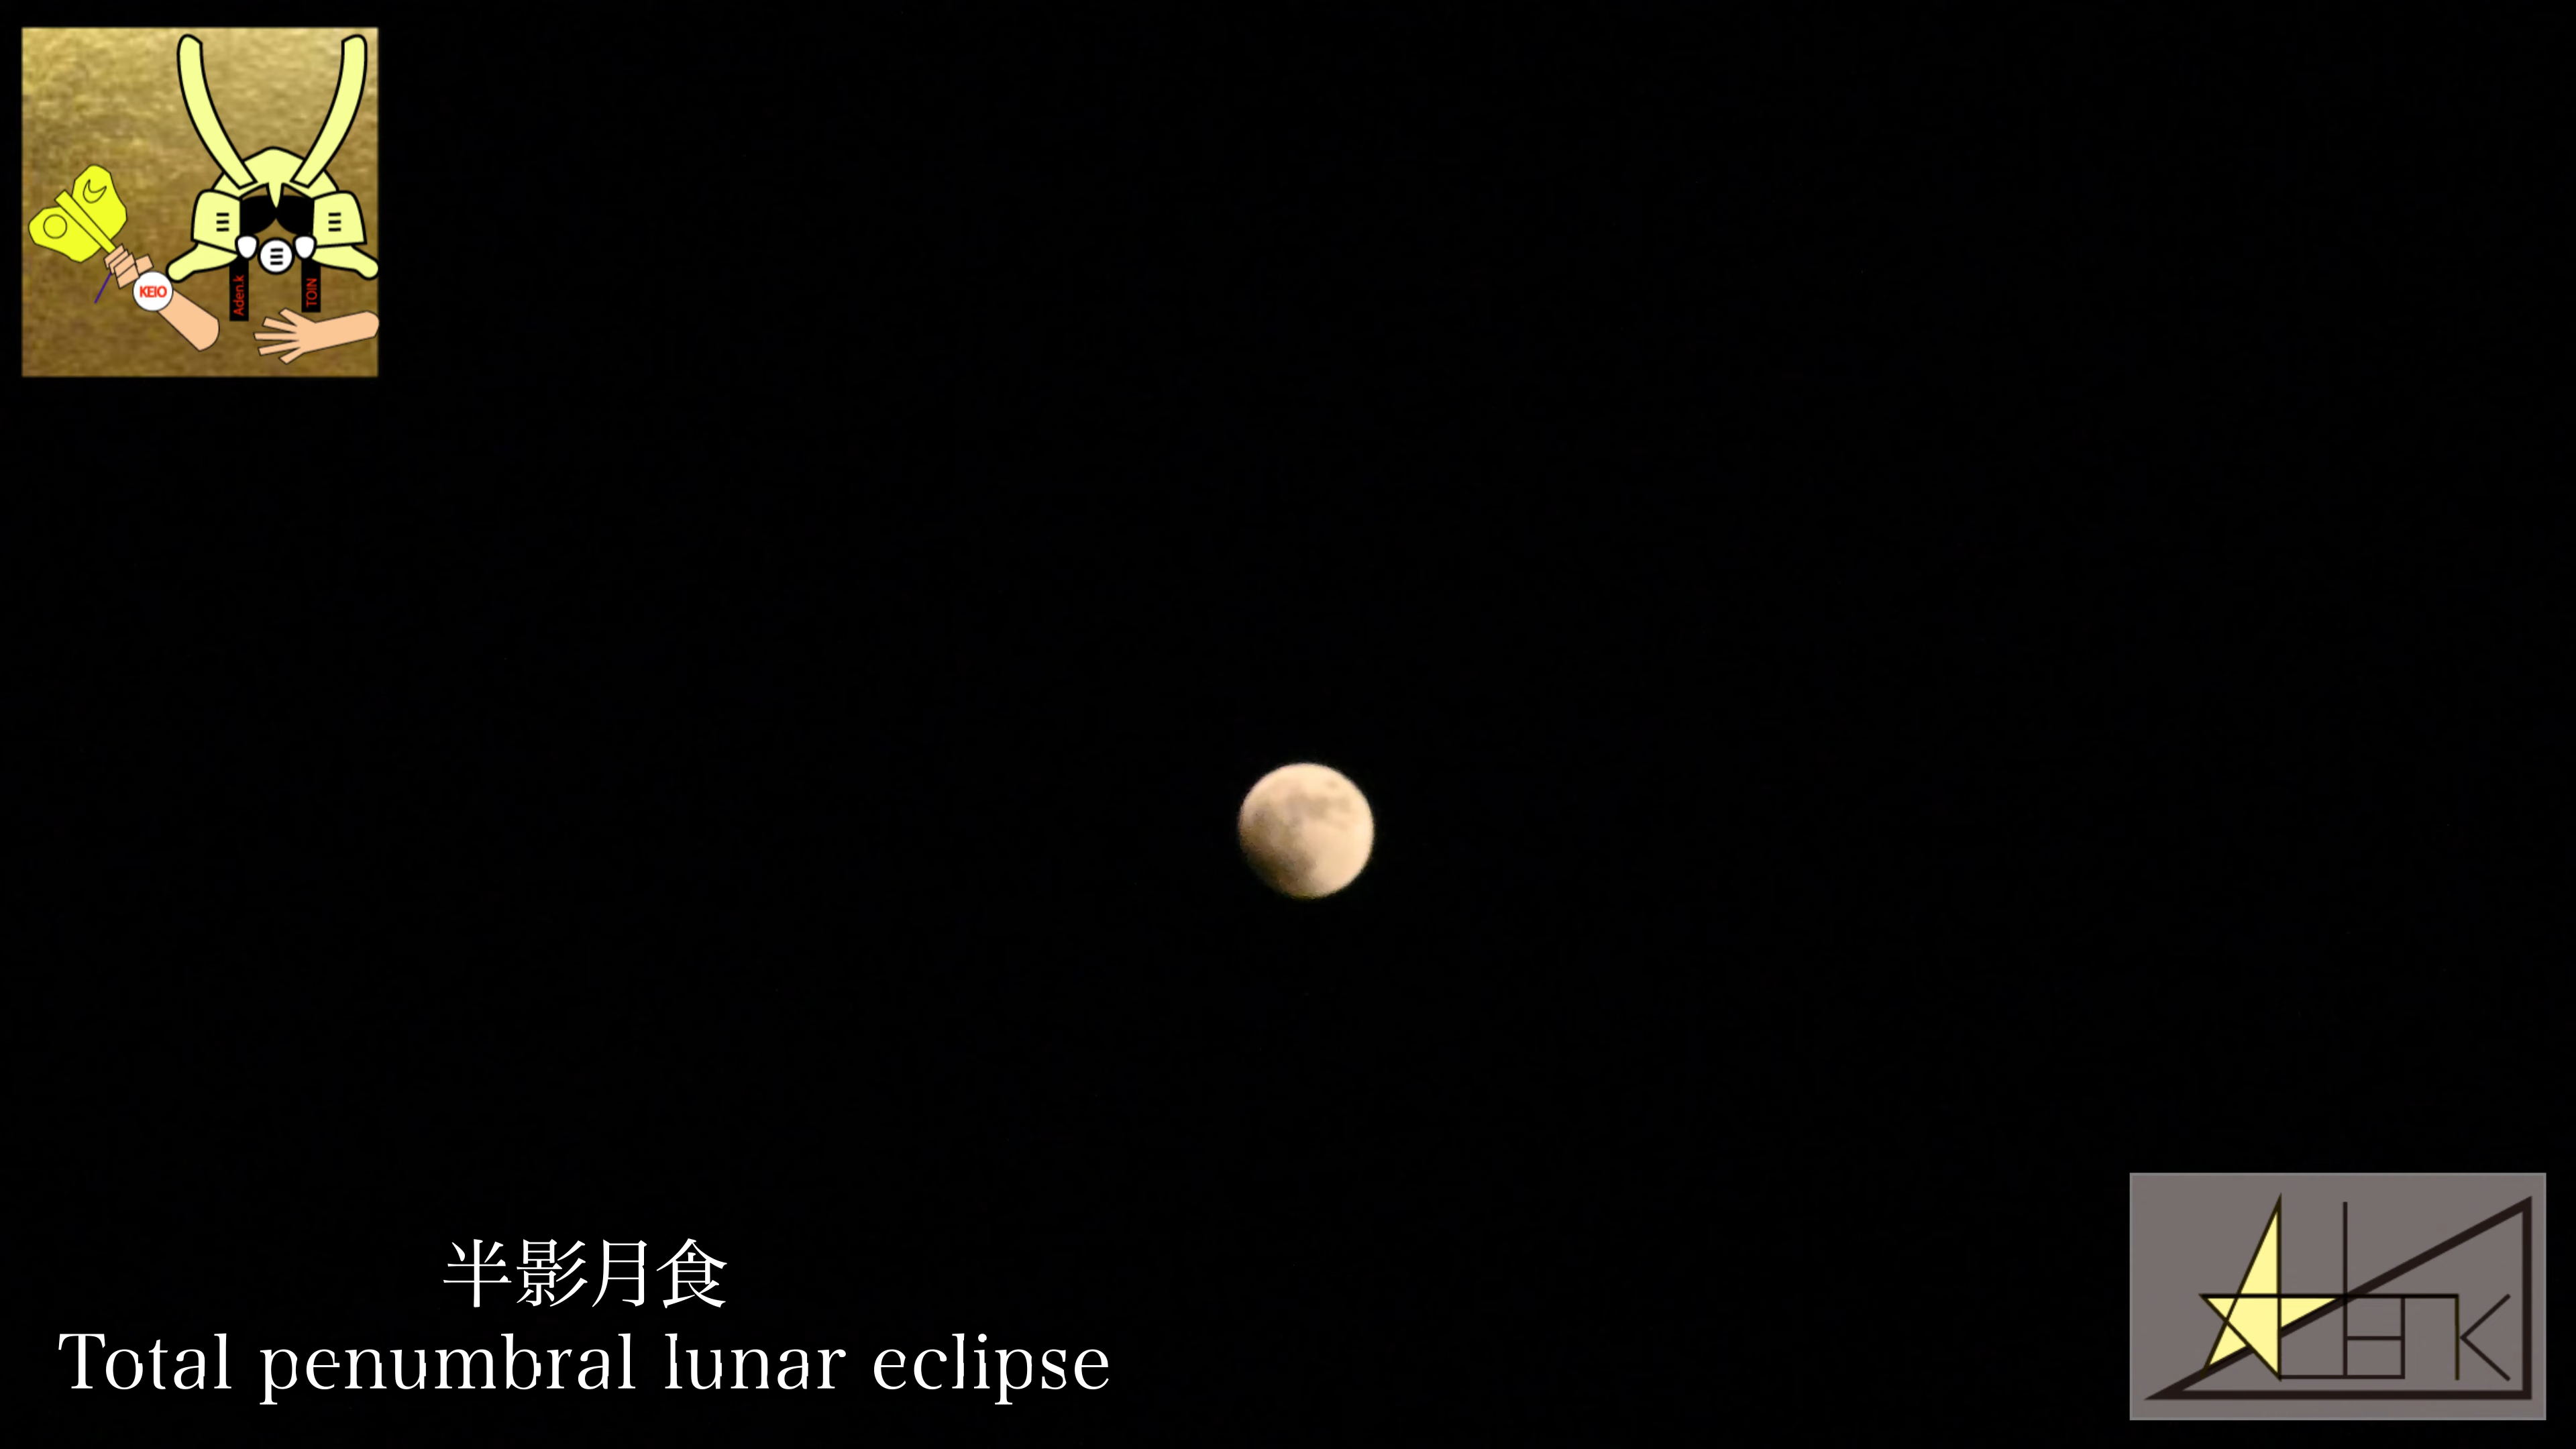 KEIO
Aden.k
TOIN
半影月食
Total penumbral lunar eclipse